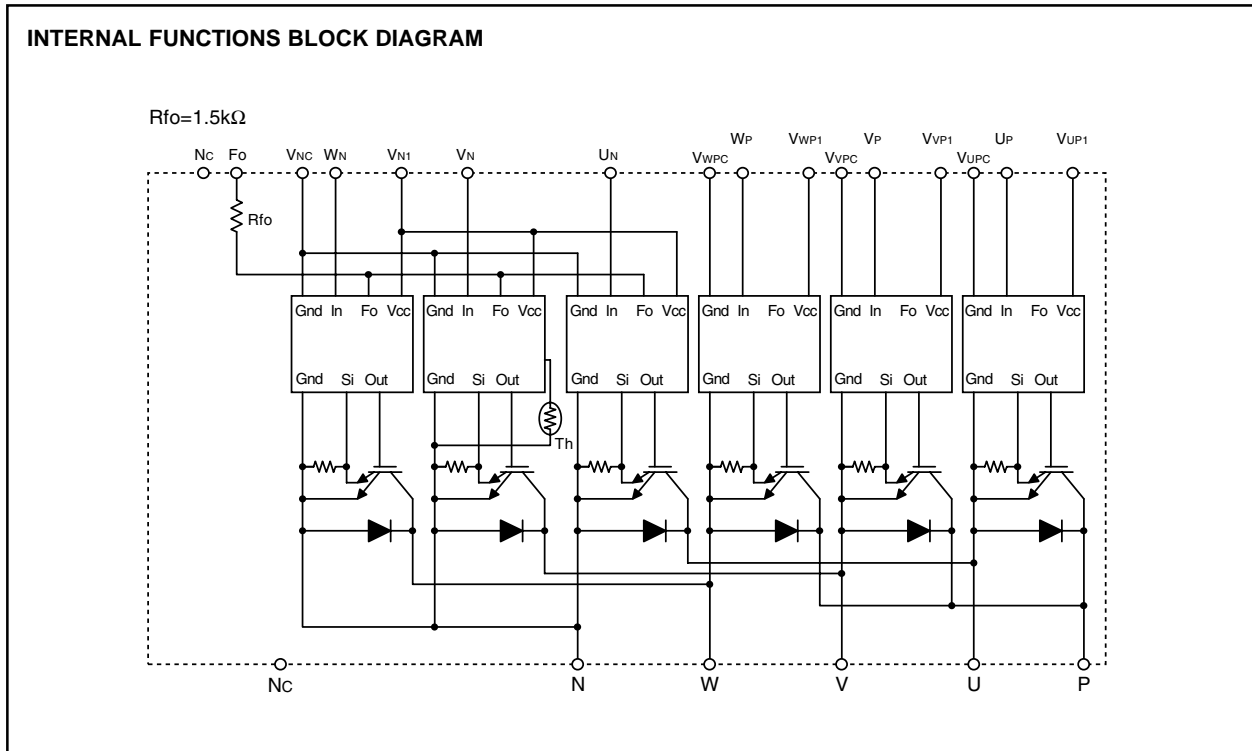 INTERNAL FUNCTIONS BLOCK DIAGRAM
Rfo=1.5kΩ
NC FO VNC WN VN1 VN UN VWPC WP VWP1 VVPC VP VVP1 VUPC UP VUP1
Rfo
Gnd In Fo Vcc Gnd In Fo Vcc Gnd In Fo Vcc Gnd In Fo Vcc Gnd In Fo Vcc Gnd In Fo Vcc
Gnd Si Out Gnd Si Out Gnd Si Out Gnd Si Out Gnd Si Out Gnd Si Out
Th
NC N W V U P